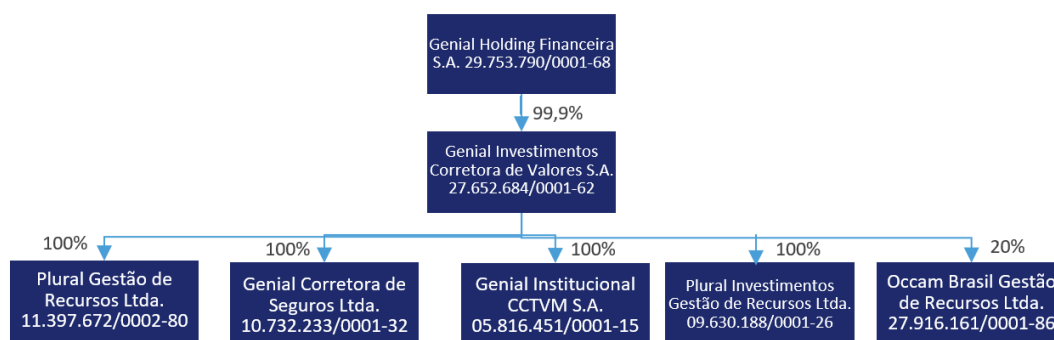 Genial Holding Financeira
S.A. 29.753.790/0001-68
99,9%
Genial Investimentos
Corretora de Valores S.A.
27.652.684/0001-62
100%
100%
100%
100%
20%
Plural Gestão de
Recursos Ltda.
11.397.672/0002-80
Genial Corretora de
Seguros Ltda.
10.732.233/0001-32
Genial Institucional
CCTVM S.A.
05.816.451/0001-15
Plural Investimentos
Gestão de Recursos Ltda.
09.630.188/0001-26
Occam Brasil Gestão
de Recursos Ltda.
27.916.161/0001-86